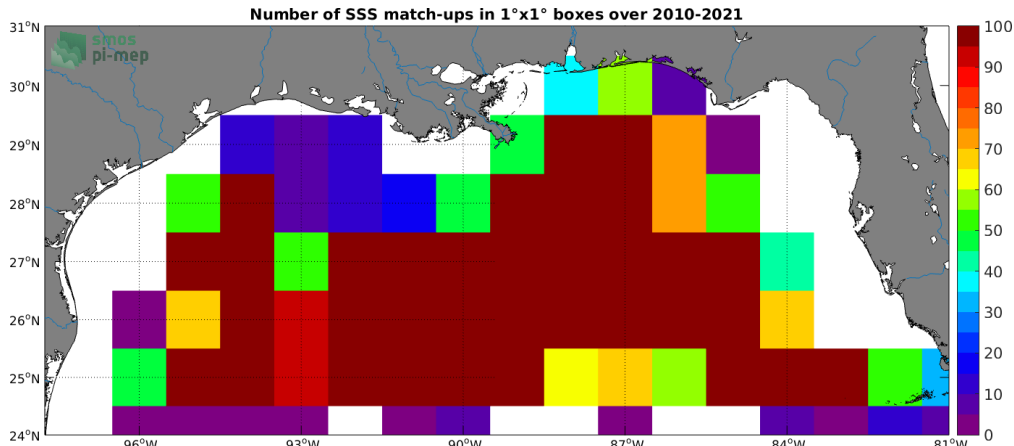 Number of SSS match-ups in 1°x1° boxes over 2010-2021
smos
pi-mep
31°N
30°N
29°N
28°N
27°N
26°N
25°N
24°N
96°W 93°W 90°W 87°W 84°W 81°W
100
90
80
70
60
50
40
30
20
10
0